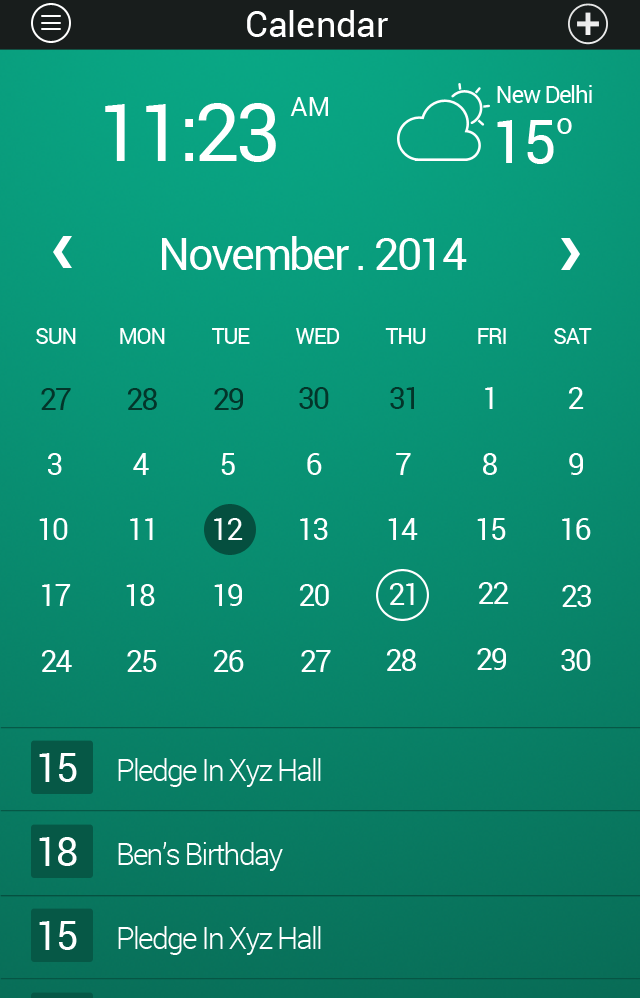 Calendar
11:23 AM
New Delhi
15°
November . 2014
SUN MON TUE WED THU FRI SAT
27 28 29 30 31 1 2
3 4 5 6 7 8 9
10 11 12 13 14 15 16
17 18 19 20 21 22 23
24 25 26 27 28 29 30
15 Pledge In Xyz Hall
18 Ben’s Birthday
15 Pledge In Xyz Hall